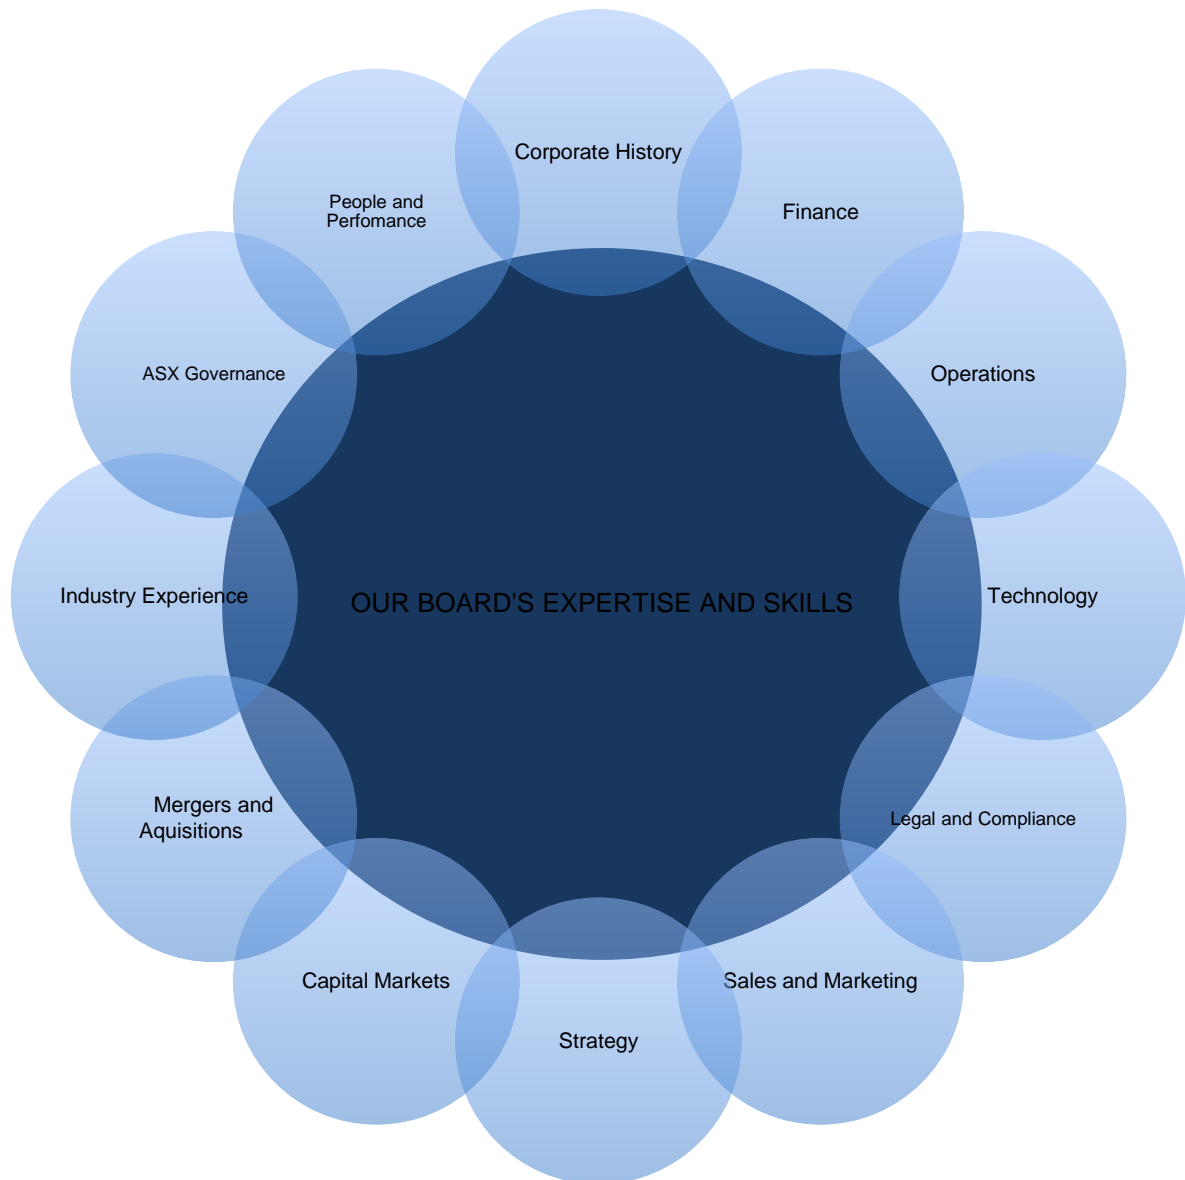 Corporate History
People and
Perfomance
Finance
ASX Governance
Operations
Industry Experience
OUR BOARD'S EXPERTISE AND SKILLS
Technology
Mergers and
Aquisitions
Legal and Compliance
Capital Markets
Sales and Marketing
Strategy